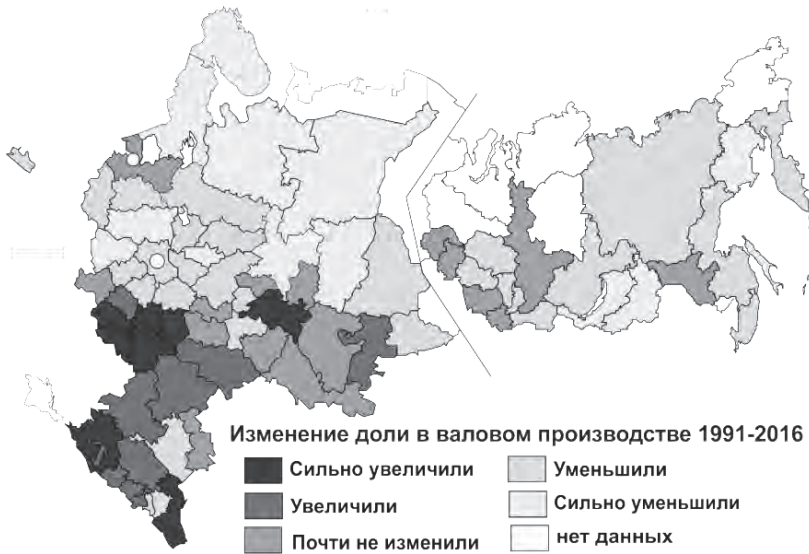 Изменение доли в валовом производстве 1991-2016
Сильно увеличили
Увеличили
Почти не изменили
Уменьшили
Сильно уменьшили
нет данных